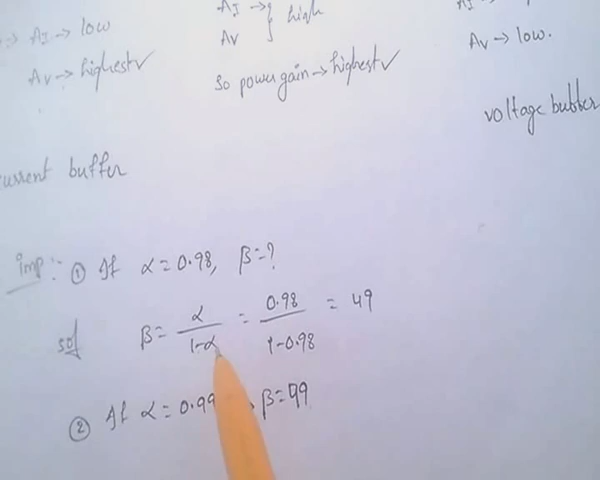 AI → low
AI →
high
AV
AV → low.
AV → highest✓
so power gain → highest✓
voltage buffer
current buffer
imp:- ① If α = 0.98, β = ?
sol β = α/1-α = 0.98/1-0.98 = 49
② If α = 0.99 β = 99